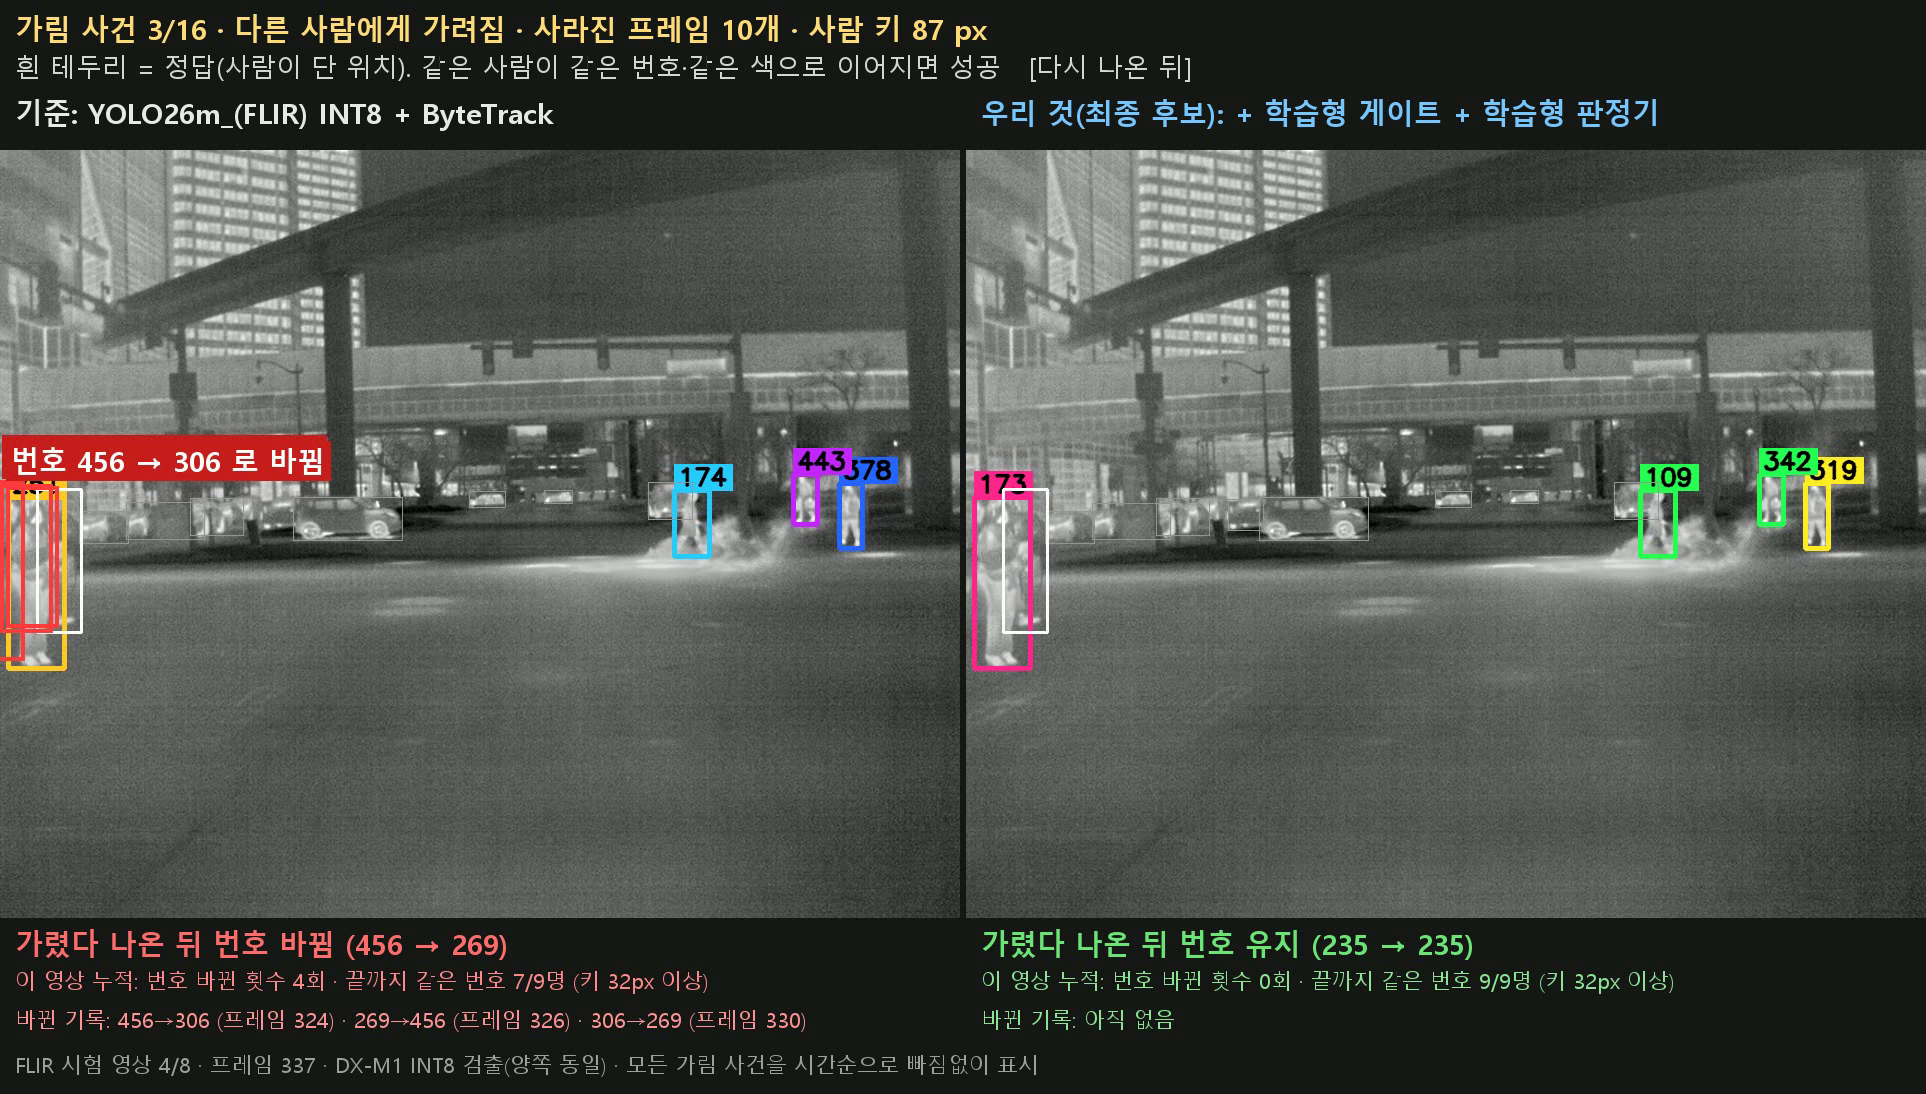 가림 사건 3/16 · 다른 사람에게 가려짐 · 사라진 프레임 10개 · 사람 키 87 px
흰 테두리 = 정답(사람이 단 위치). 같은 사람이 같은 번호·같은 색으로 이어지면 성공 [다시 나온 뒤]
기준: YOLO26m_(FLIR) INT8 + ByteTrack
우리 것(최종 후보): + 학습형 게이트 + 학습형 판정기
번호 456 → 306 로 바뀜
174
443
378
173
109
342
319
가렸다 나온 뒤 번호 바뀜 (456 → 269)
이 영상 누적: 번호 바뀐 횟수 4회 · 끝까지 같은 번호 7/9명 (키 32px 이상)
바뀐 기록: 456→306 (프레임 324) · 269→456 (프레임 326) · 306→269 (프레임 330)
가렸다 나온 뒤 번호 유지 (235 → 235)
이 영상 누적: 번호 바뀐 횟수 0회 · 끝까지 같은 번호 9/9명 (키 32px 이상)
바뀐 기록: 아직 없음
FLIR 시험 영상 4/8 · 프레임 337 · DX-M1 INT8 검출(양쪽 동일) · 모든 가림 사건을 시간순으로 빠짐없이 표시